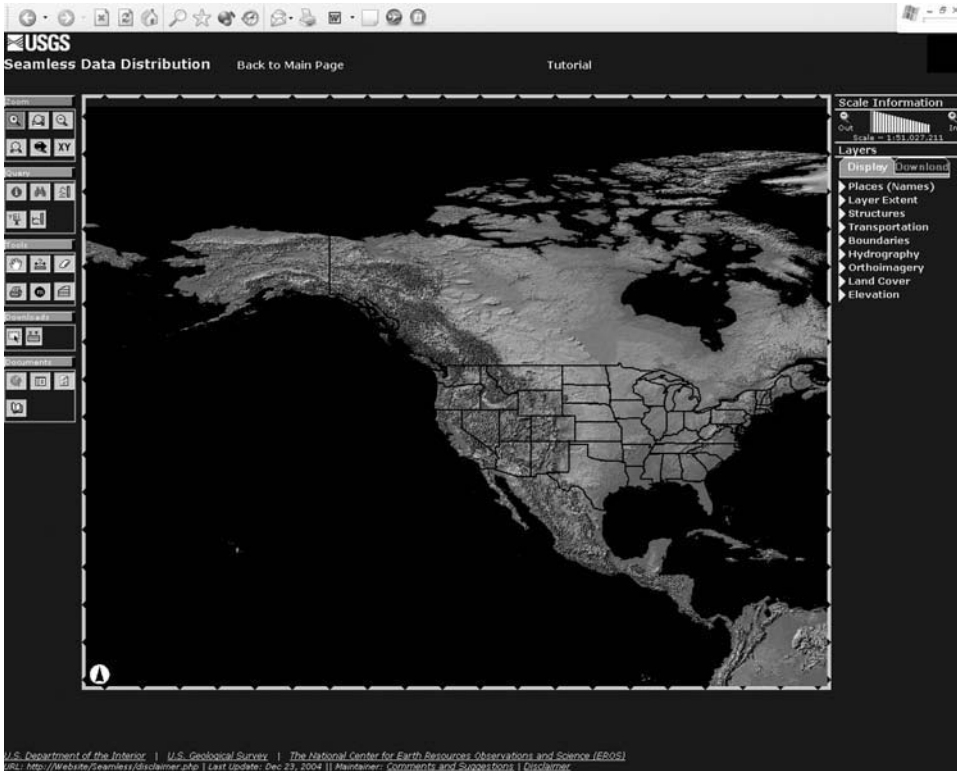 USGS
Seamless Data Distribution Back to Main Page Tutorial
Zoom
XY
Query
Tools
Downloads
Documents
Scale Information
Out In
Scale = 1:51,027,211
Layers
Display Download
Places (Names)
Layer Extent
Structures
Transportation
Boundaries
Hydrography
Orthoimagery
Land Cover
Elevation
U.S. Department of the Interior | U.S. Geological Survey | The National Center for Earth Resources Observations and Science (EROS)
URL: http://Website/Seamless/disclaimer.php | Last Update: Dec 23, 2004 || Maintainer: Comments and Suggestions | Disclaimer